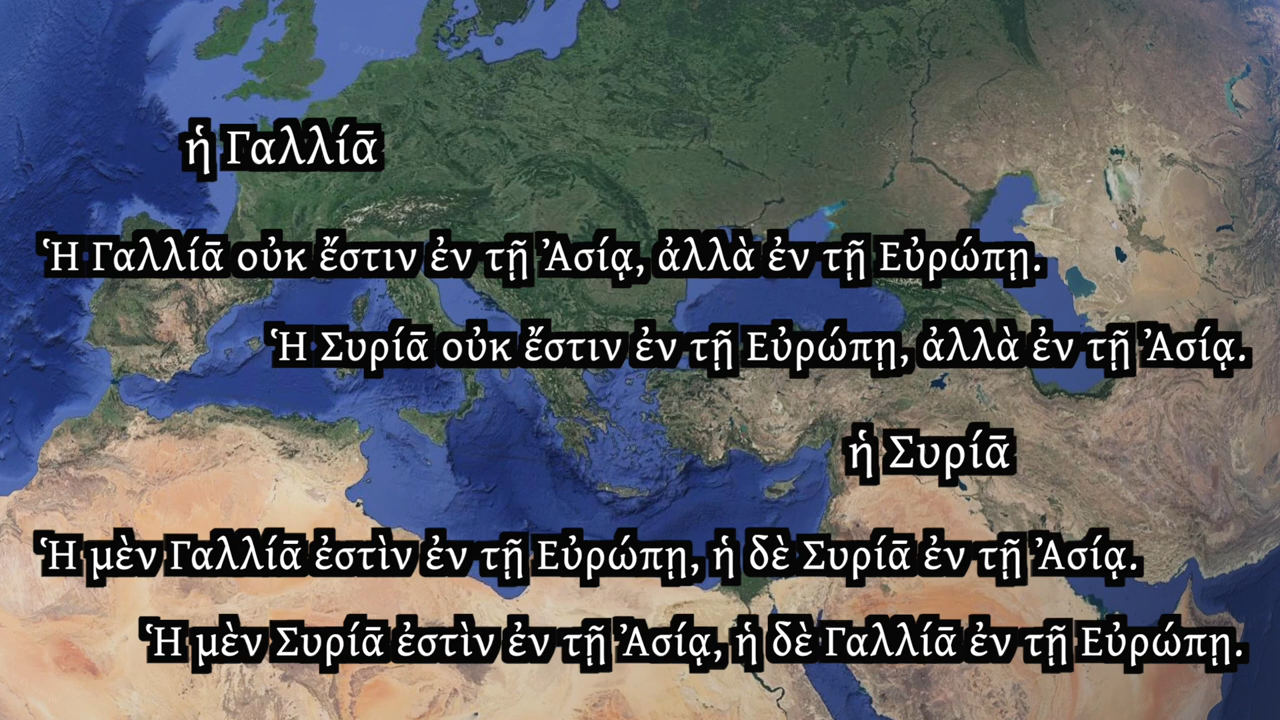 ἡ Γαλλίᾱ
Ἡ Γαλλίᾱ οὐκ ἔστιν ἐν τῇ Ἀσίᾳ, ἀλλὰ ἐν τῇ Εὐρώπῃ.
Ἡ Συρίᾱ οὐκ ἔστιν ἐν τῇ Εὐρώπῃ, ἀλλὰ ἐν τῇ Ἀσίᾳ.
ἡ Συρίᾱ
Ἡ μὲν Γαλλίᾱ ἐστὶν ἐν τῇ Εὐρώπῃ, ἡ δὲ Συρίᾱ ἐν τῇ Ἀσίᾳ.
Ἡ μὲν Συρίᾱ ἐστὶν ἐν τῇ Ἀσίᾳ, ἡ δὲ Γαλλίᾱ ἐν τῇ Εὐρώπῃ.